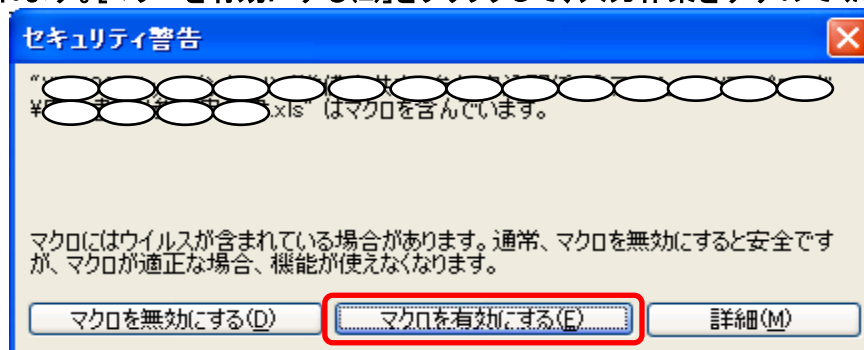 セキュリティ警告
.xls" はマクロを含んでいます。
マクロにはウイルスが含まれている場合があります。通常、マクロを無効にすると安全です
が、マクロが適正な場合、機能が使えなくなります。
マクロを無効にする(D) マクロを有効にする(E) 詳細(M)